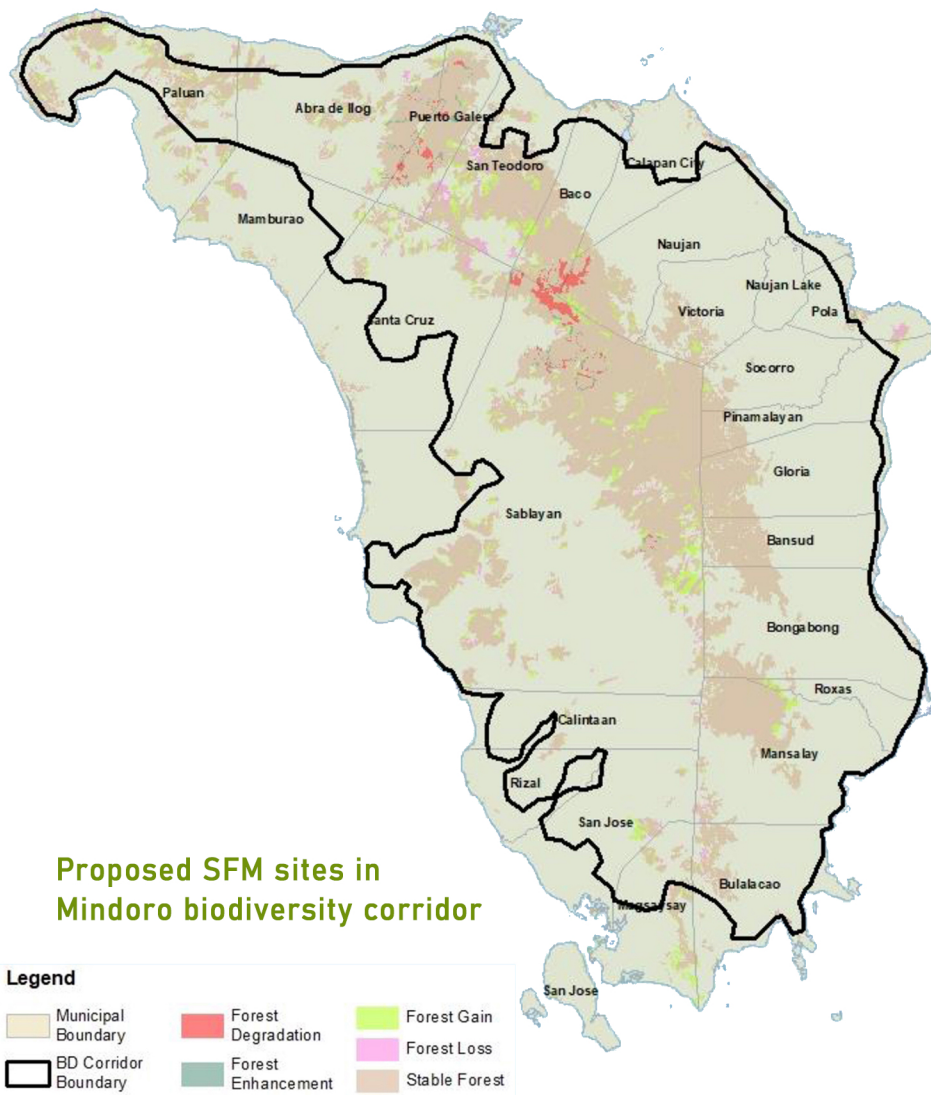 Paluan
Abra de Ilog
Puerto Galera
San Teodoro
Calapan City
Baco
Mamburao
Naujan
Naujan Lake
Victoria
Pola
Santa Cruz
Socorro
Pinamalayan
Gloria
Sablayan
Bansud
Bongabong
Roxas
Calintaan
Mansalay
Rizal
San Jose
Bulalacao
Magsaysay
San Jose
Proposed SFM sites in
Mindoro biodiversity corridor
Legend
Municipal
Boundary
BD Corridor
Boundary
Forest
Degradation
Forest
Enhancement
Forest Gain
Forest Loss
Stable Forest